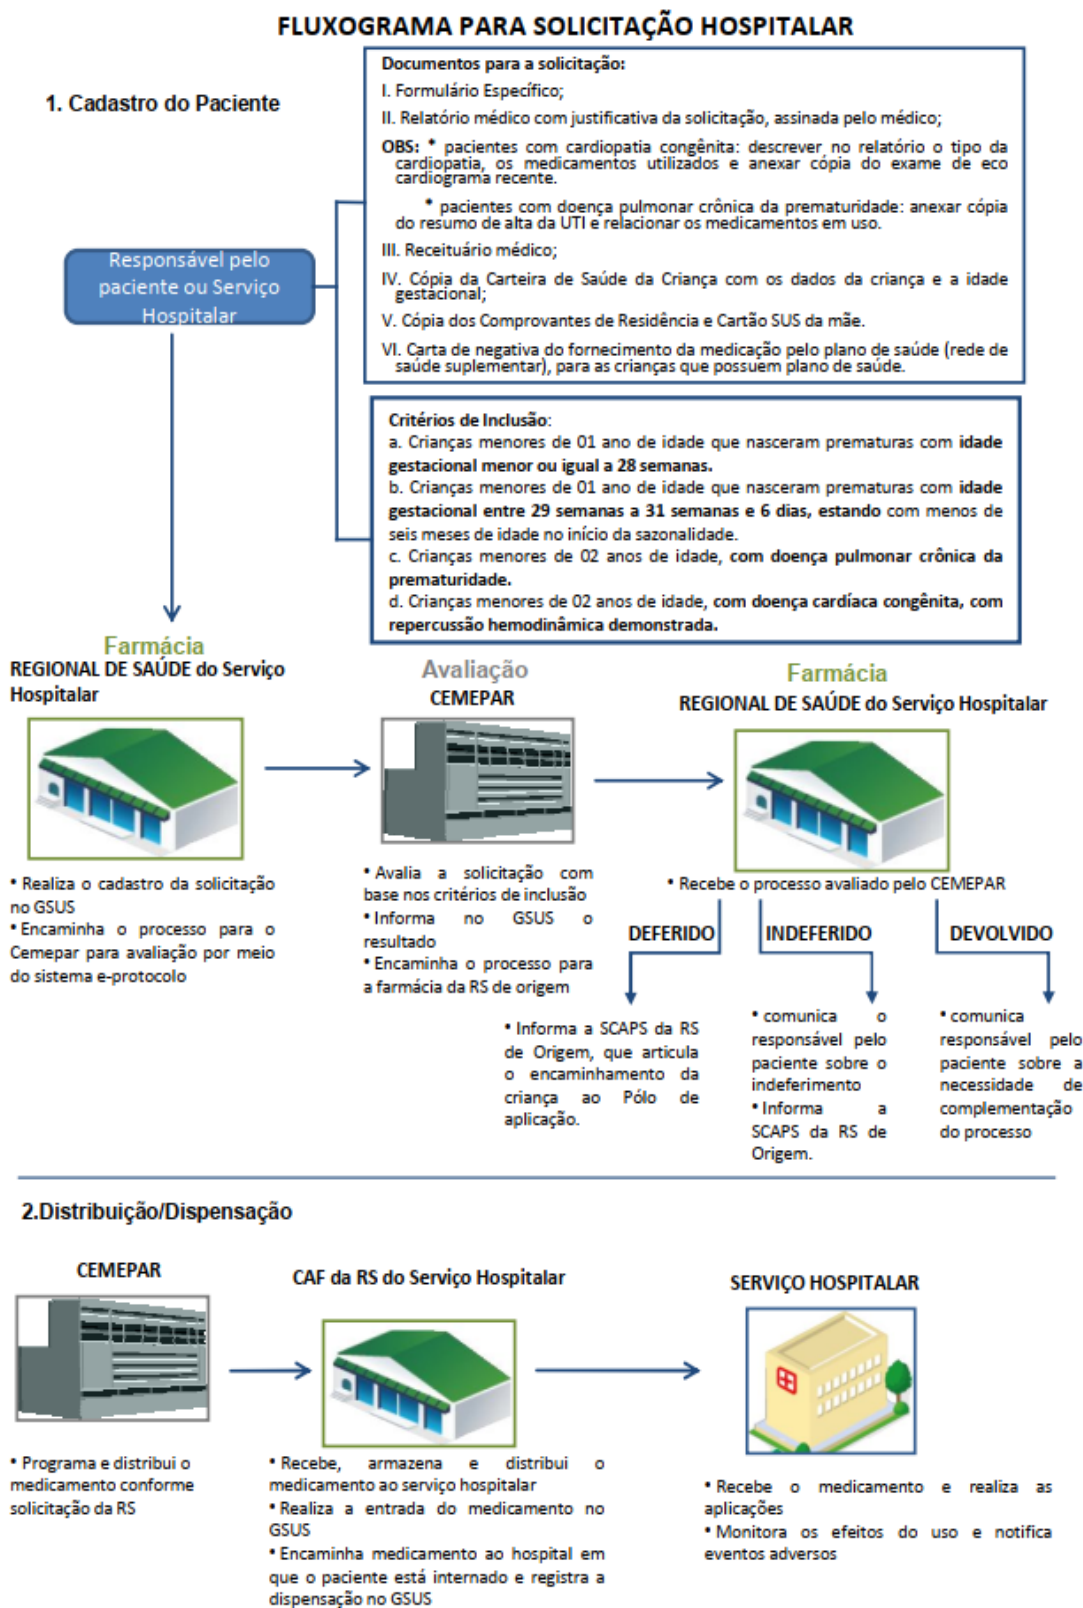 FLUXOGRAMA PARA SOLICITAÇÃO HOSPITALAR
1. Cadastro do Paciente
Documentos para a solicitação:
I. Formulário Específico;
II. Relatório médico com justificativa da solicitação, assinada pelo médico;
OBS: * pacientes com cardiopatia congênita: descrever no relatório o tipo da
cardiopatia, os medicamentos utilizados e anexar cópia do exame de eco
cardiograma recente.
* pacientes com doença pulmonar crônica da prematuridade: anexar cópia
do resumo de alta da UTI e relacionar os medicamentos em uso.
III. Receituário médico;
IV. Cópia da Carteira de Saúde da Criança com os dados da criança e a idade
gestacional;
V. Cópia dos Comprovantes de Residência e Cartão SUS da mãe.
VI. Carta de negativa do fornecimento da medicação pelo plano de saúde (rede de
saúde suplementar), para as crianças que possuem plano de saúde.
Responsável pelo
paciente ou Serviço
Hospitalar
Critérios de Inclusão:
a. Crianças menores de 01 ano de idade que nasceram prematuras com idade
gestacional menor ou igual a 28 semanas.
b. Crianças menores de 01 ano de idade que nasceram prematuras com idade
gestacional entre 29 semanas a 31 semanas e 6 dias, estando com menos de
seis meses de idade no início da sazonalidade.
c. Crianças menores de 02 anos de idade, com doença pulmonar crônica da
prematuridade.
d. Crianças menores de 02 anos de idade, com doença cardíaca congênita, com
repercussão hemodinâmica demonstrada.
Farmácia
REGIONAL DE SAÚDE do Serviço
Hospitalar
• Realiza o cadastro da solicitação
no GSUS
• Encaminha o processo para o
Cemepar para avaliação por meio
do sistema e-protocolo
Avaliação
CEMEPAR
• Avalia a solicitação com
base nos critérios de inclusão
• Informa no GSUS o
resultado
• Encaminha o processo para
a farmácia da RS de origem
Farmácia
REGIONAL DE SAÚDE do Serviço Hospitalar
• Recebe o processo avaliado pelo CEMEPAR
DEFERIDO
INDEFERIDO
DEVOLVIDO
• Informa a SCAPS da RS
de Origem, que articula
o encaminhamento da
criança ao Pólo de
aplicação.
• comunica o
responsável pelo
paciente sobre o
indeferimento
• Informa a
SCAPS da RS de
Origem.
• comunica
responsável pelo
paciente sobre a
necessidade de
complementação
do processo
2.Distribuição/Dispensação
CEMEPAR
• Programa e distribui o
medicamento conforme
solicitação da RS
CAF da RS do Serviço Hospitalar
• Recebe, armazena e distribui o
medicamento ao serviço hospitalar
• Realiza a entrada do medicamento no
GSUS
• Encaminha medicamento ao hospital em
que o paciente está internado e registra a
dispensação no GSUS
SERVIÇO HOSPITALAR
• Recebe o medicamento e realiza as
aplicações
• Monitora os efeitos do uso e notifica
eventos adversos